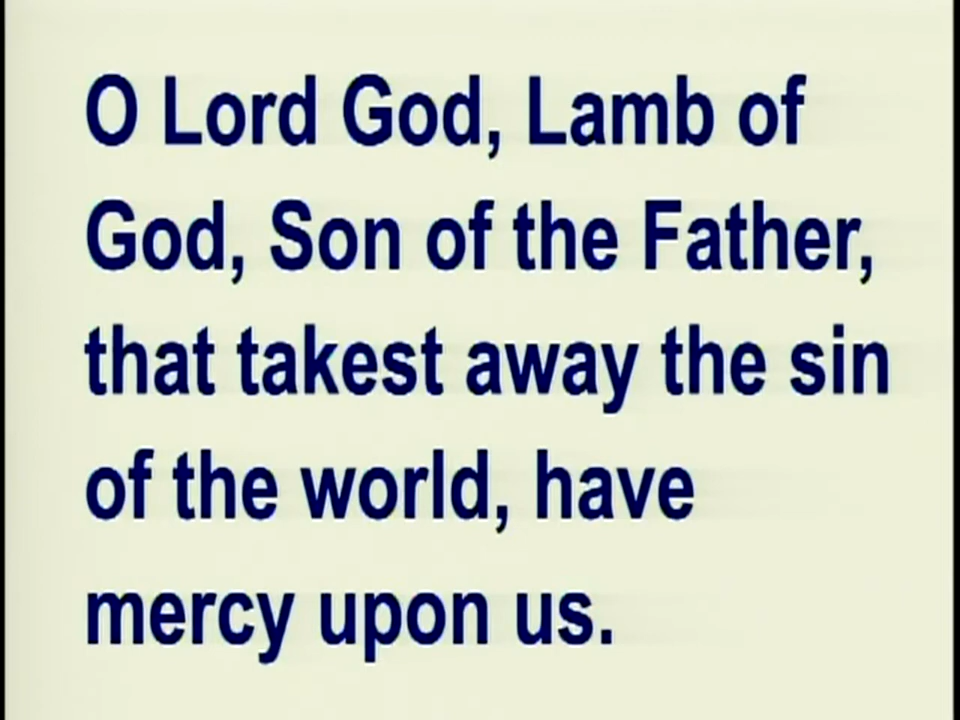 O Lord God, Lamb of
God, Son of the Father,
that takest away the sin
of the world, have
mercy upon us.